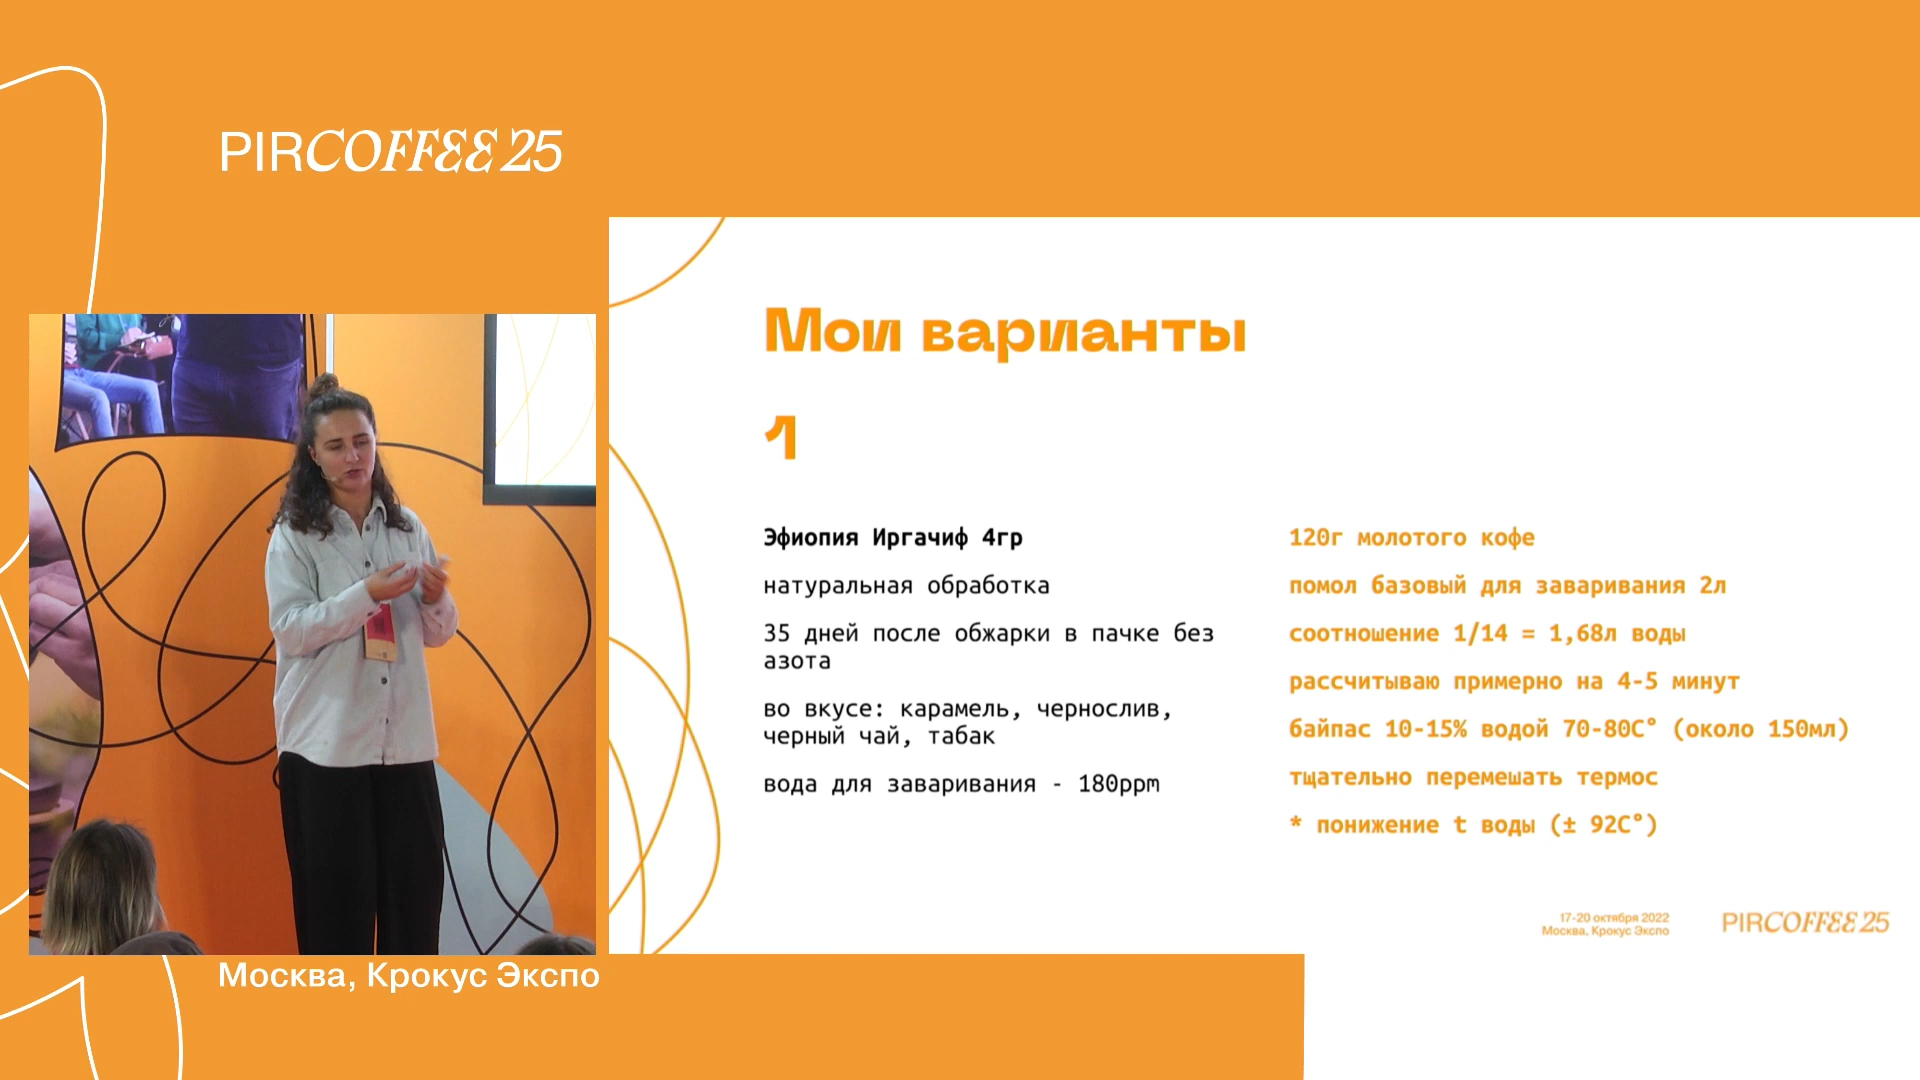 PIRCOFFEE 25
Мои варианты
1
Эфиопия Иргачиф 4гр
натуральная обработка
35 дней после обжарки в пачке без
азота
во вкусе: карамель, чернослив,
черный чай, табак
вода для заваривания - 180ppm
120г молотого кофе
помол базовый для заваривания 2л
соотношение 1/14 = 1,68л воды
рассчитываю примерно на 4-5 минут
байпас 10-15% водой 70-80С° (около 150мл)
тщательно перемешать термос
* понижение t воды (± 92С°)
17-20 октября 2022
Москва, Крокус Экспо
PIRCOFFEE 25
Москва, Крокус Экспо